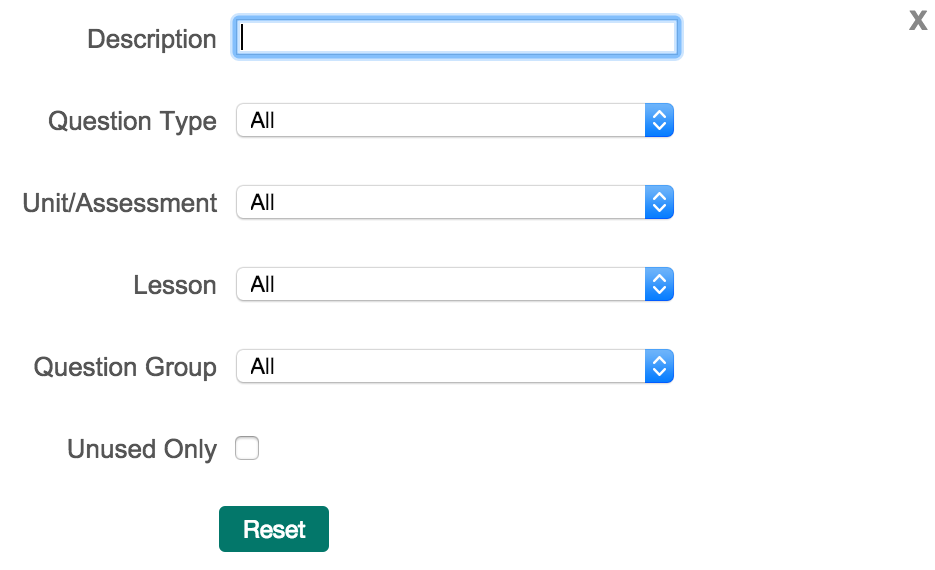 X
Description
Question Type All
Unit/Assessment All
Lesson All
Question Group All
Unused Only
Reset